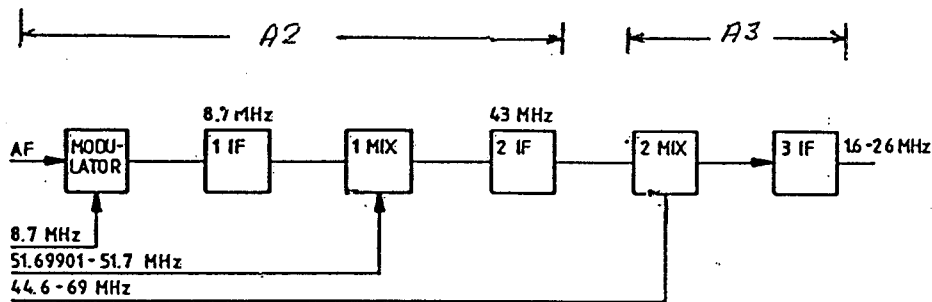 A2
A3
8.7 MHz
43 MHz
AF
MODU-
LATOR
1 IF
1 MIX
2 IF
2 MIX
3 IF
1.6-26 MHz
8.7 MHz
51.69901-51.7 MHz
44.6-69 MHz